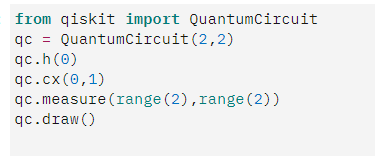 from qiskit import QuantumCircuit
qc = QuantumCircuit(2,2)
qc.h(0)
qc.cx(0,1)
qc.measure(range(2),range(2))
qc.draw()